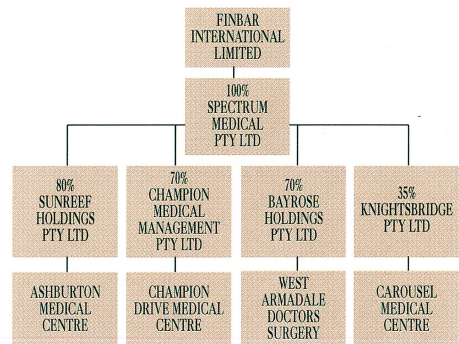 FINBAR
INTERNATIONAL
LIMITED
100%
SPECTRUM
MEDICAL
PTY LTD
80%
SUNREEF
HOLDINGS
PTY LTD
70%
CHAMPION
MEDICAL
MANAGEMENT
PTY LTD
70%
BAYROSE
HOLDINGS
PTY LTD
35%
KNIGHTSBRIDGE
PTY LTD
ASHBURTON
MEDICAL
CENTRE
CHAMPION
DRIVE MEDICAL
CENTRE
WEST
ARMADALE
DOCTORS
SURGERY
CAROUSEL
MEDICAL
CENTRE